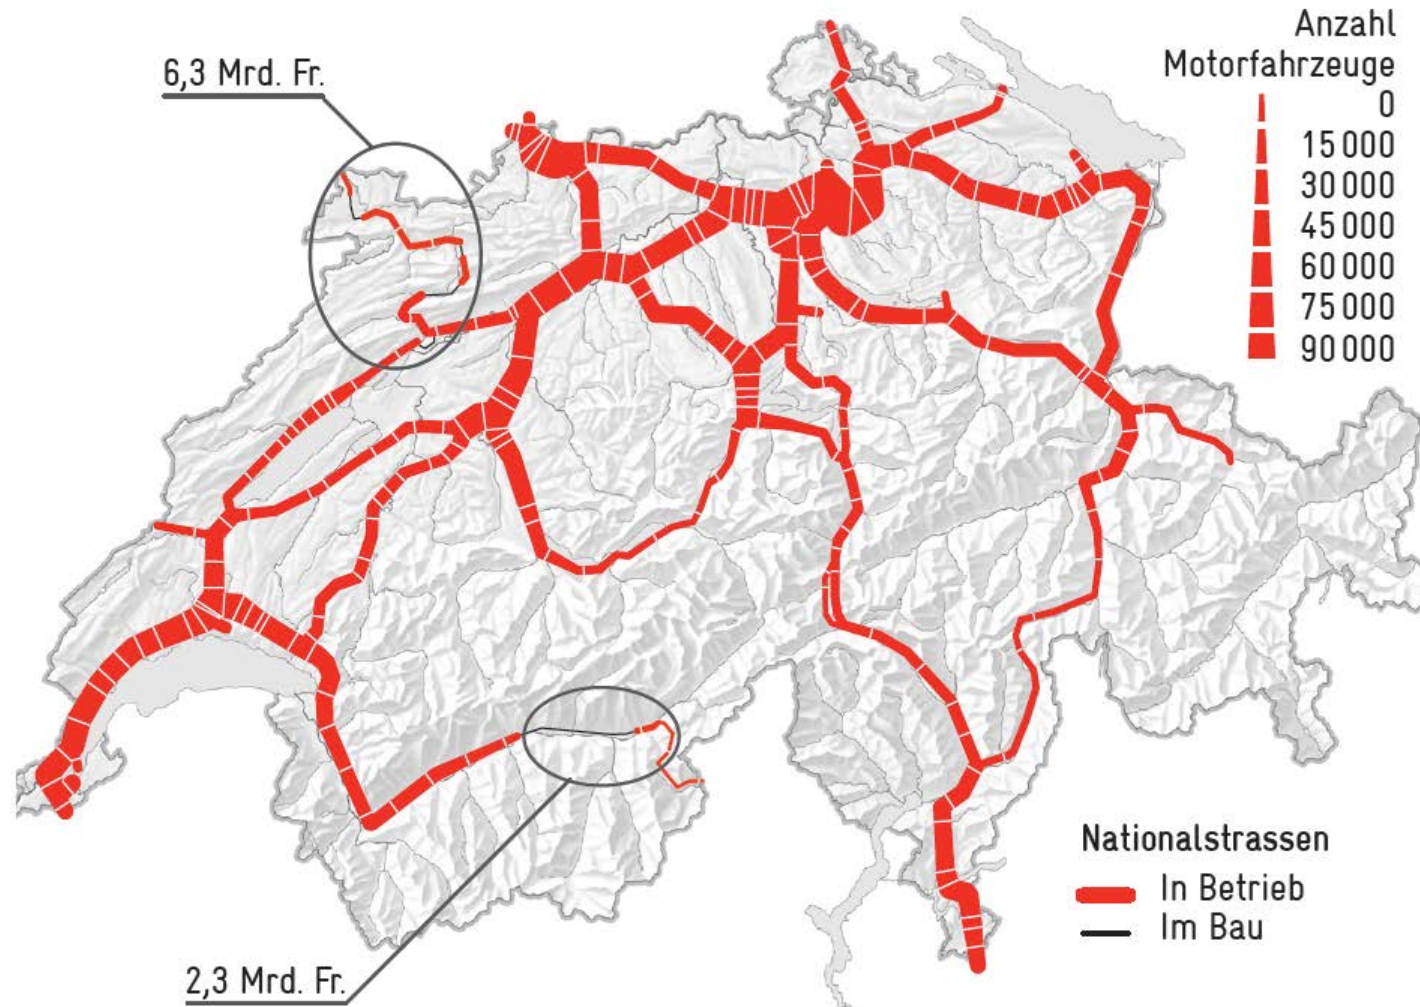 6,3 Mrd. Fr.
Anzahl
Motorfahrzeuge
0
15 000
30 000
45 000
60 000
75 000
90 000
Nationalstrassen
In Betrieb
Im Bau
2,3 Mrd. Fr.